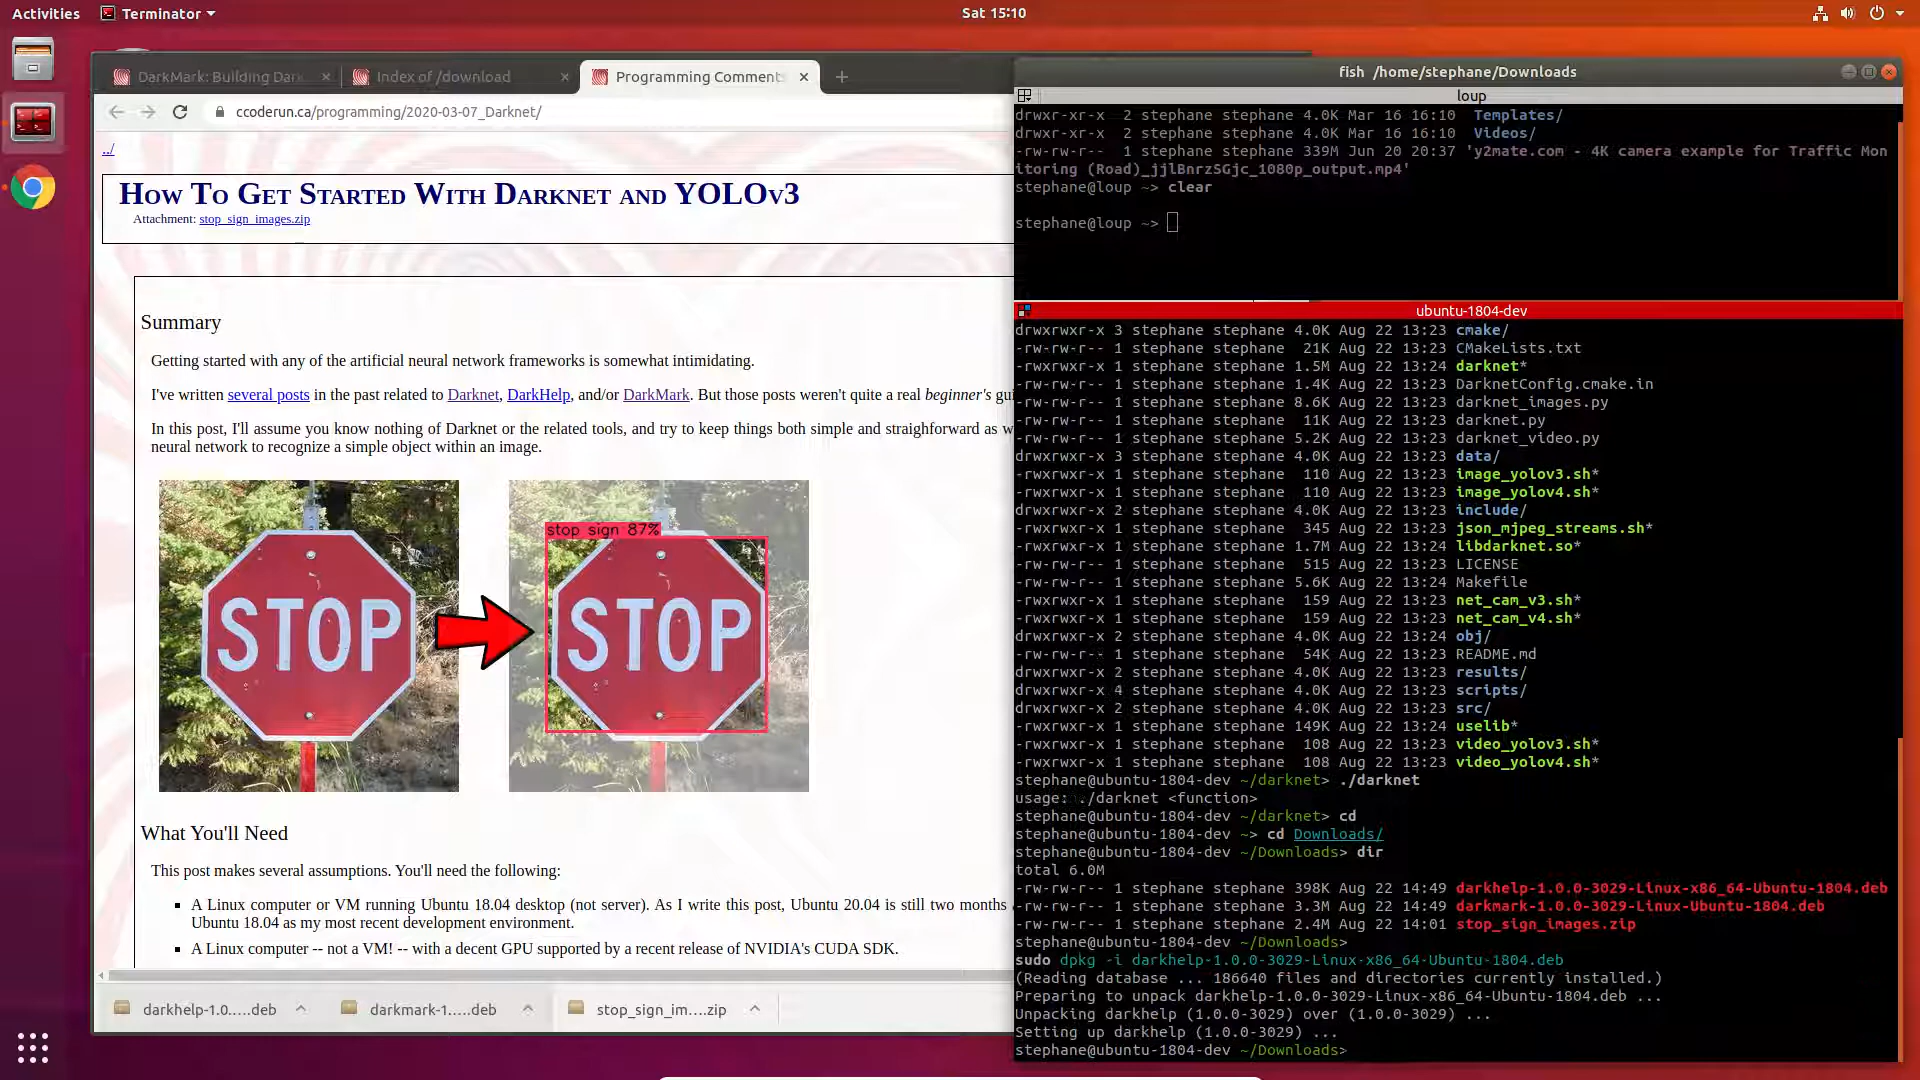 Activities Terminator Sat 15:10
DarkMark: Building Dar Index of /download Programming Comments
ccoderun.ca/programming/2020-03-07_Darknet/
../
How To Get Started With Darknet and YOLOv3
Attachment: stop_sign_images.zip
Summary
Getting started with any of the artificial neural network frameworks is somewhat intimidating.
I've written several posts in the past related to Darknet, DarkHelp, and/or DarkMark. But those posts weren't quite a real beginner's
In this post, I'll assume you know nothing of Darknet or the related tools, and try to keep things both simple and straighforward as
neural network to recognize a simple object within an image.
STOP
stop sign 87%
STOP
What You'll Need
This post makes several assumptions. You'll need the following:
A Linux computer or VM running Ubuntu 18.04 desktop (not server). As I write this post, Ubuntu 20.04 is still two months
Ubuntu 18.04 as my most recent development environment.
A Linux computer -- not a VM! -- with a decent GPU supported by a recent release of NVIDIA's CUDA SDK.
darkhelp-1.0.....deb darkmark-1.....deb stop_sign_im....zip
fish /home/stephane/Downloads
loup
drwxr-xr-x 2 stephane stephane 4.0K Mar 16 16:10 Templates/
drwxr-xr-x 2 stephane stephane 4.0K Mar 16 16:10 Videos/
-rw-rw-r-- 1 stephane stephane 339M Jun 20 20:37 'y2mate.com - 4K camera example for Traffic Mon
itoring (Road)_jjlBnrzSGjc_1080p_output.mp4'
stephane@loup ~> clear
stephane@loup ~>
ubuntu-1804-dev
drwxrwxr-x 3 stephane stephane 4.0K Aug 22 13:23 cmake/
-rw-rw-r-- 1 stephane stephane 21K Aug 22 13:23 CMakeLists.txt
-rwxrwxr-x 1 stephane stephane 1.5M Aug 22 13:24 darknet*
-rw-rw-r-- 1 stephane stephane 1.4K Aug 22 13:23 DarknetConfig.cmake.in
-rw-rw-r-- 1 stephane stephane 8.6K Aug 22 13:23 darknet_images.py
-rw-rw-r-- 1 stephane stephane 11K Aug 22 13:23 darknet.py
-rw-rw-r-- 1 stephane stephane 5.2K Aug 22 13:23 darknet_video.py
drwxrwxr-x 3 stephane stephane 4.0K Aug 22 13:23 data/
-rwxrwxr-x 1 stephane stephane 110 Aug 22 13:23 image_yolov3.sh*
-rwxrwxr-x 1 stephane stephane 110 Aug 22 13:23 image_yolov4.sh*
drwxrwxr-x 2 stephane stephane 4.0K Aug 22 13:23 include/
-rwxrwxr-x 1 stephane stephane 345 Aug 22 13:23 json_mjpeg_streams.sh*
-rwxrwxr-x 1 stephane stephane 1.7M Aug 22 13:24 libdarknet.so*
-rw-rw-r-- 1 stephane stephane 515 Aug 22 13:23 LICENSE
-rw-rw-r-- 1 stephane stephane 5.6K Aug 22 13:23 Makefile
-rwxrwxr-x 1 stephane stephane 159 Aug 22 13:23 net_cam_v3.sh*
-rwxrwxr-x 1 stephane stephane 159 Aug 22 13:23 net_cam_v4.sh*
drwxrwxr-x 2 stephane stephane 4.0K Aug 22 13:24 obj/
-rw-rw-r-- 1 stephane stephane 54K Aug 22 13:23 README.md
drwxrwxr-x 2 stephane stephane 4.0K Aug 22 13:23 results/
drwxrwxr-x 4 stephane stephane 4.0K Aug 22 13:23 scripts/
drwxrwxr-x 2 stephane stephane 4.0K Aug 22 13:23 src/
-rwxrwxr-x 1 stephane stephane 149K Aug 22 13:24 uselib*
-rwxrwxr-x 1 stephane stephane 108 Aug 22 13:23 video_yolov3.sh*
-rwxrwxr-x 1 stephane stephane 108 Aug 22 13:23 video_yolov4.sh*
stephane@ubuntu-1804-dev ~/darknet> ./darknet
usage: ./darknet <function>
stephane@ubuntu-1804-dev ~/darknet> cd
stephane@ubuntu-1804-dev ~> cd Downloads/
stephane@ubuntu-1804-dev ~/Downloads> dir
total 6.0M
-rw-rw-r-- 1 stephane stephane 398K Aug 22 14:49 darkhelp-1.0.0-3029-Linux-x86_64-Ubuntu-1804.deb
-rw-rw-r-- 1 stephane stephane 3.3M Aug 22 14:49 darkmark-1.0.0-3029-Linux-Ubuntu-1804.deb
-rw-rw-r-- 1 stephane stephane 2.4M Aug 22 14:01 stop_sign_images.zip
stephane@ubuntu-1804-dev ~/Downloads>
sudo dpkg -i darkhelp-1.0.0-3029-Linux-x86_64-Ubuntu-1804.deb
(Reading database ... 186640 files and directories currently installed.)
Preparing to unpack darkhelp-1.0.0-3029-Linux-x86_64-Ubuntu-1804.deb ...
Unpacking darkhelp (1.0.0-3029) over (1.0.0-3029) ...
Setting up darkhelp (1.0.0-3029) ...
stephane@ubuntu-1804-dev ~/Downloads>